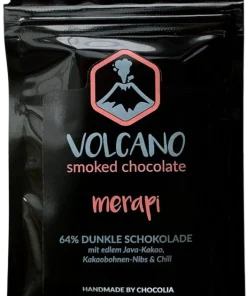 VOLCANO
smoked chocolate
merapi
64% DUNKLE SCHOKOLADE
mit edlem Java-Kakao,
Kakaobohnen-Nibs & Chili
HANDMADE BY CHOCOLIA